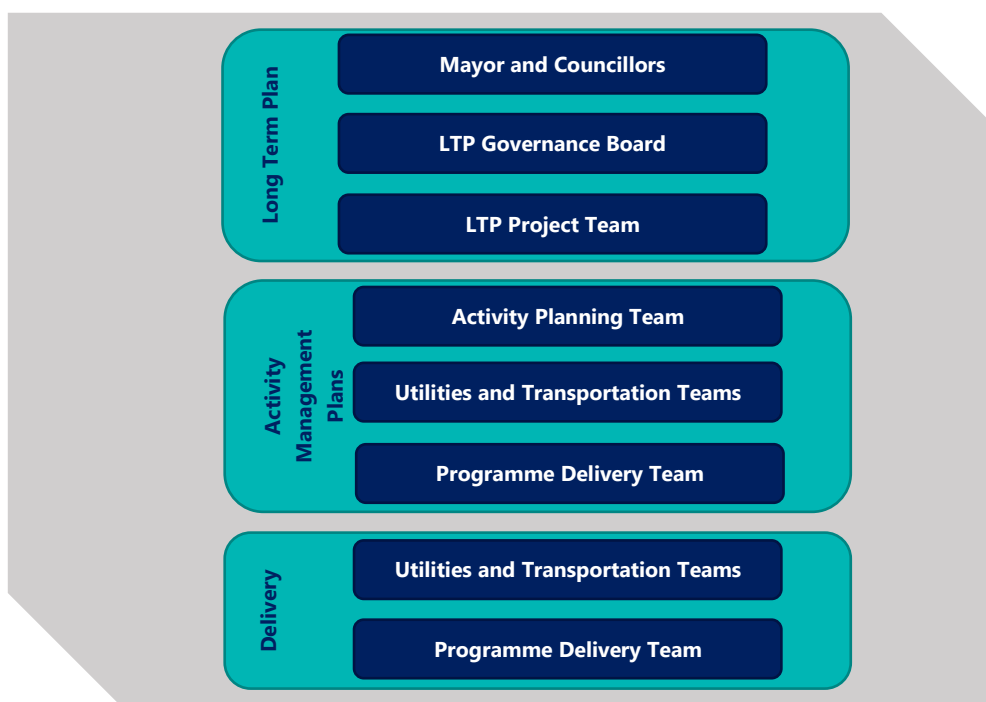 Long Term Plan
Mayor and Councillors
LTP Governance Board
LTP Project Team
Activity
Management
Plans
Activity Planning Team
Utilities and Transportation Teams
Programme Delivery Team
Delivery
Utilities and Transportation Teams
Programme Delivery Team